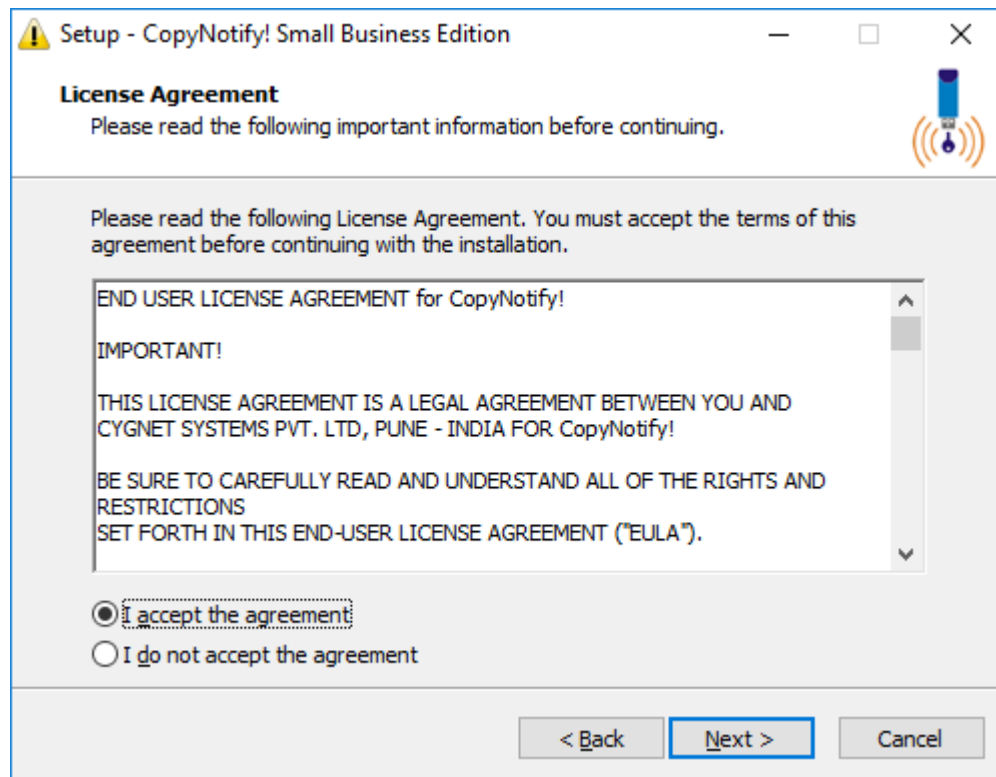 Setup - CopyNotify! Small Business Edition
License Agreement
Please read the following important information before continuing.
Please read the following License Agreement. You must accept the terms of this
agreement before continuing with the installation.
END USER LICENSE AGREEMENT for CopyNotify!
IMPORTANT!
THIS LICENSE AGREEMENT IS A LEGAL AGREEMENT BETWEEN YOU AND
CYGNET SYSTEMS PVT. LTD, PUNE - INDIA FOR CopyNotify!
BE SURE TO CAREFULLY READ AND UNDERSTAND ALL OF THE RIGHTS AND
RESTRICTIONS
SET FORTH IN THIS END-USER LICENSE AGREEMENT ("EULA").
I accept the agreement
I do not accept the agreement
< Back Next > Cancel